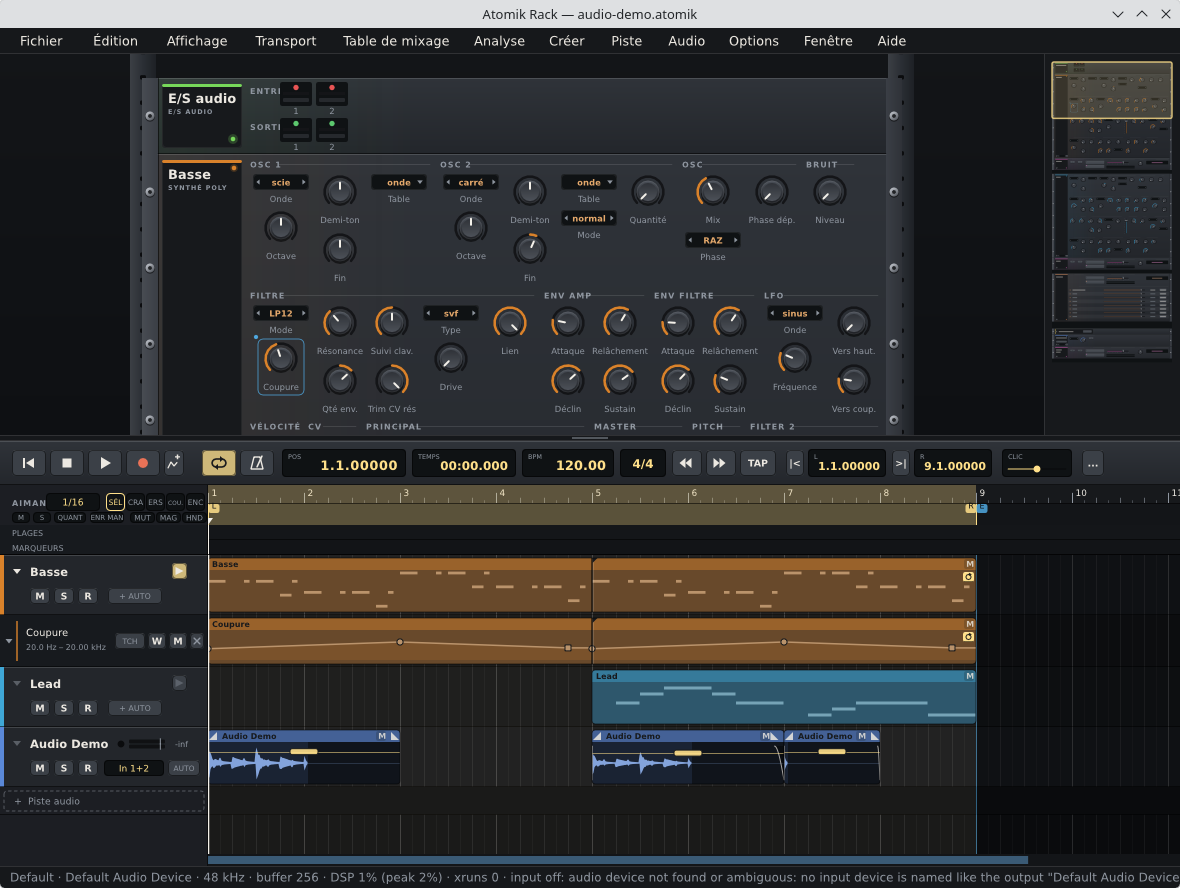 Atomik Rack — audio-demo.atomik
Fichier Édition Affichage Transport Table de mixage Analyse Créer Piste Audio Options Fenêtre Aide
E/S audio
E/S AUDIO
ENTRÉ
1 2
SORTI
1 2
Basse
SYNTHÉ POLY
OSC 1 OSC 2 OSC BRUIT
scie onde carré onde
Onde Table Onde Table
Demi-ton Demi-ton Quantité Mix Phase dép. Niveau
normal
Mode
RAZ
Octave Octave Phase
Fin Fin
FILTRE ENV AMP ENV FILTRE LFO
LP12 svf sinus
Mode Type Onde
Résonance Suivi clav. Lien Attaque Relâchement Attaque Relâchement Vers haut.
Coupure Drive Fréquence
Qté env. Trim CV rés Déclin Sustain Déclin Sustain Vers coup.
VÉLOCITÉ CV PRINCIPAL MASTER PITCH FILTER 2
POS 1.1.00000 TEMPS 00:00.000 BPM 120.00 4/4 TAP |< L 1.1.00000 >| R 9.1.00000 CLIC ...
AIMAN 1/16 SÉL CRA ERS cou ENC
M S QUANT ENR MAN MUT MAG HND
1 2 3 4 5 6 7 8 9 10 11
L R E
PLAGES
MARQUEURS
Basse
M S R + AUTO
Basse M
Coupure
20.0 Hz – 20.00 kHz TCH W M X
Coupure M
Lead
M S R + AUTO
Lead M
Audio Demo -inf
M S R In 1+2 AUTO
Audio Demo M Audio Demo M Audio Demo M
+ Piste audio
Default · Default Audio Device · 48 kHz · buffer 256 · DSP 1% (peak 2%) · xruns 0 · input off: audio device not found or ambiguous: no input device is named like the output "Default Audio Device